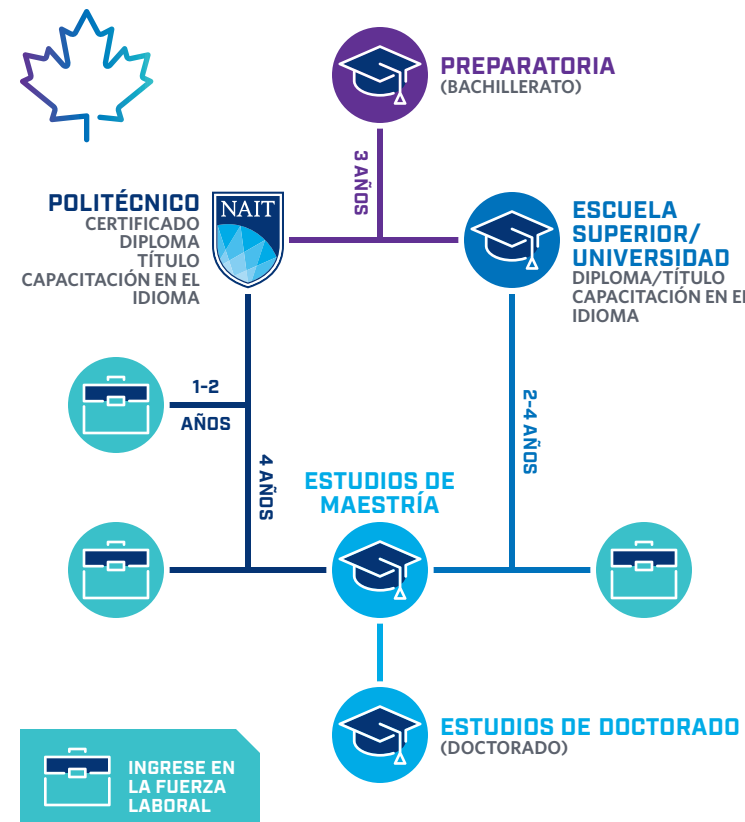 PREPARATORIA
(BACHILLERATO)
3 AÑOS
POLITÉCNICO
CERTIFICADO
DIPLOMA
TÍTULO
CAPACITACIÓN EN EL
IDIOMA
NAIT
ESCUELA
SUPERIOR/
UNIVERSIDAD
DIPLOMA/TÍTULO
CAPACITACIÓN EN EL
IDIOMA
1-2
AÑOS
4 AÑOS
2-4 AÑOS
ESTUDIOS DE
MAESTRÍA
ESTUDIOS DE DOCTORADO
(DOCTORADO)
INGRESE EN
LA FUERZA
LABORAL